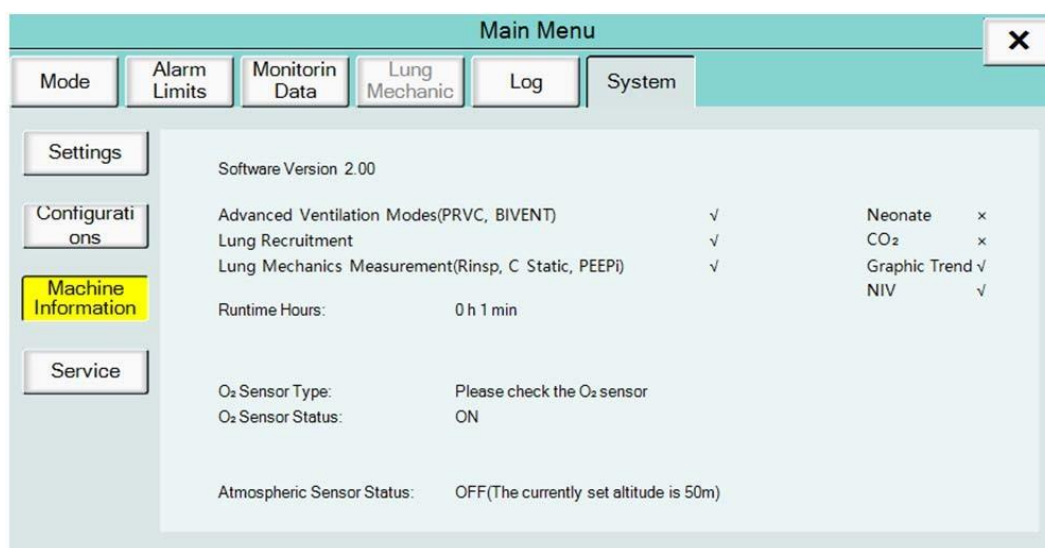 Main Menu
×
Mode
Alarm
Limits
Monitorin
Data
Lung
Mechanic
Log
System
Settings
Configurati
ons
Machine
Information
Service
Software Version 2.00
Advanced Ventilation Modes(PRVC, BIVENT) √ Neonate ×
Lung Recruitment √ CO₂ ×
Lung Mechanics Measurement(Rinsp, C Static, PEEPi) √ Graphic Trend √
NIV √
Runtime Hours: 0 h 1 min
O₂ Sensor Type: Please check the O₂ sensor
O₂ Sensor Status: ON
Atmospheric Sensor Status: OFF(The currently set altitude is 50m)